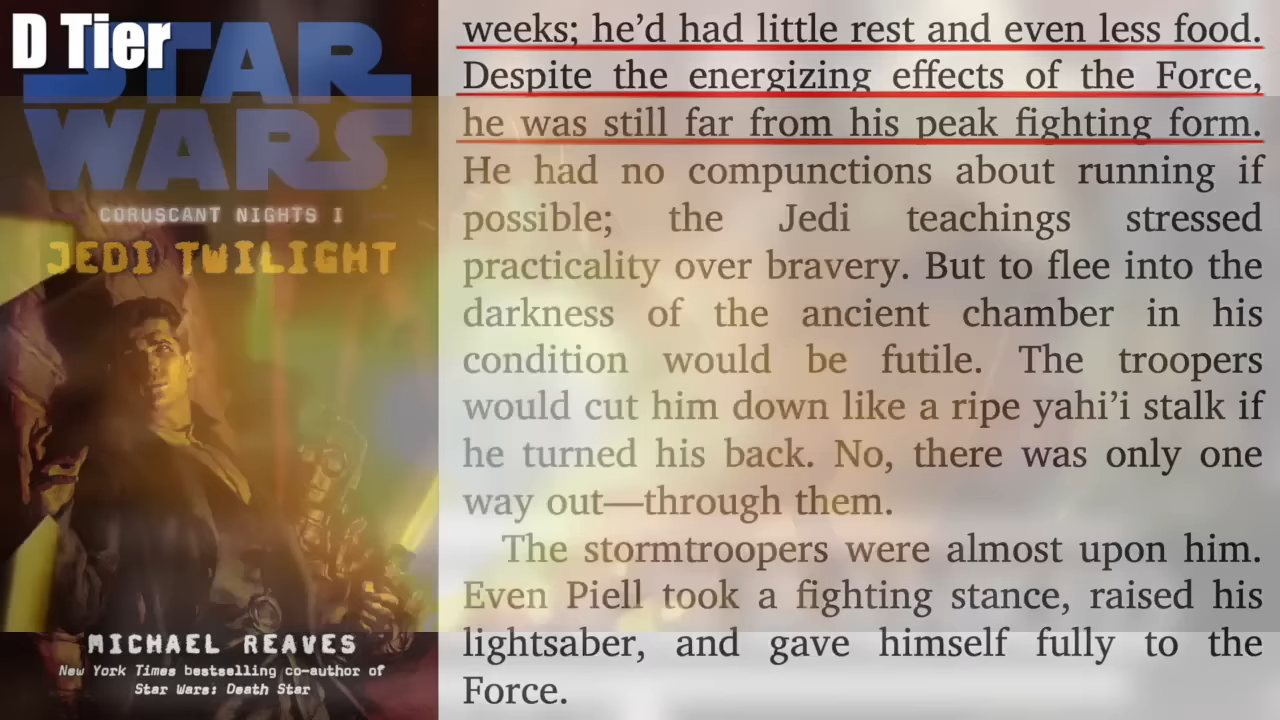 D Tier
STAR
WARS
CORUSCANT NIGHTS I
JEDI TWILIGHT
MICHAEL REAVES
New York Times bestselling co-author of
Star Wars: Death Star
weeks; he’d had little rest and even less food.
Despite the energizing effects of the Force,
he was still far from his peak fighting form.
He had no compunctions about running if
possible; the Jedi teachings stressed
practicality over bravery. But to flee into the
darkness of the ancient chamber in his
condition would be futile. The troopers
would cut him down like a ripe yahi’i stalk if
he turned his back. No, there was only one
way out—through them.
The stormtroopers were almost upon him.
Even Piell took a fighting stance, raised his
lightsaber, and gave himself fully to the
Force.